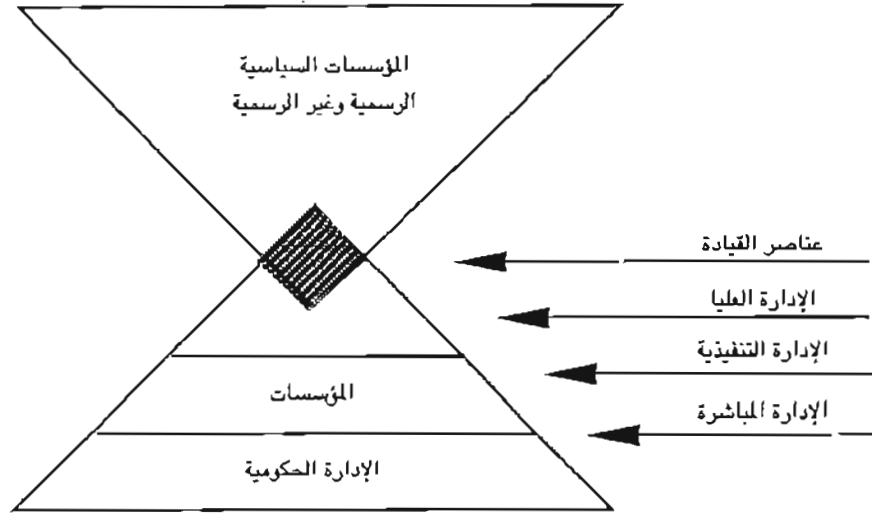 المؤسسات السياسية
الرسمية وغير الرسمية
عناصر القيادة
الإدارة العليا
الإدارة التنفيذية
المؤسسات
الإدارة المباشرة
الإدارة الحكومية